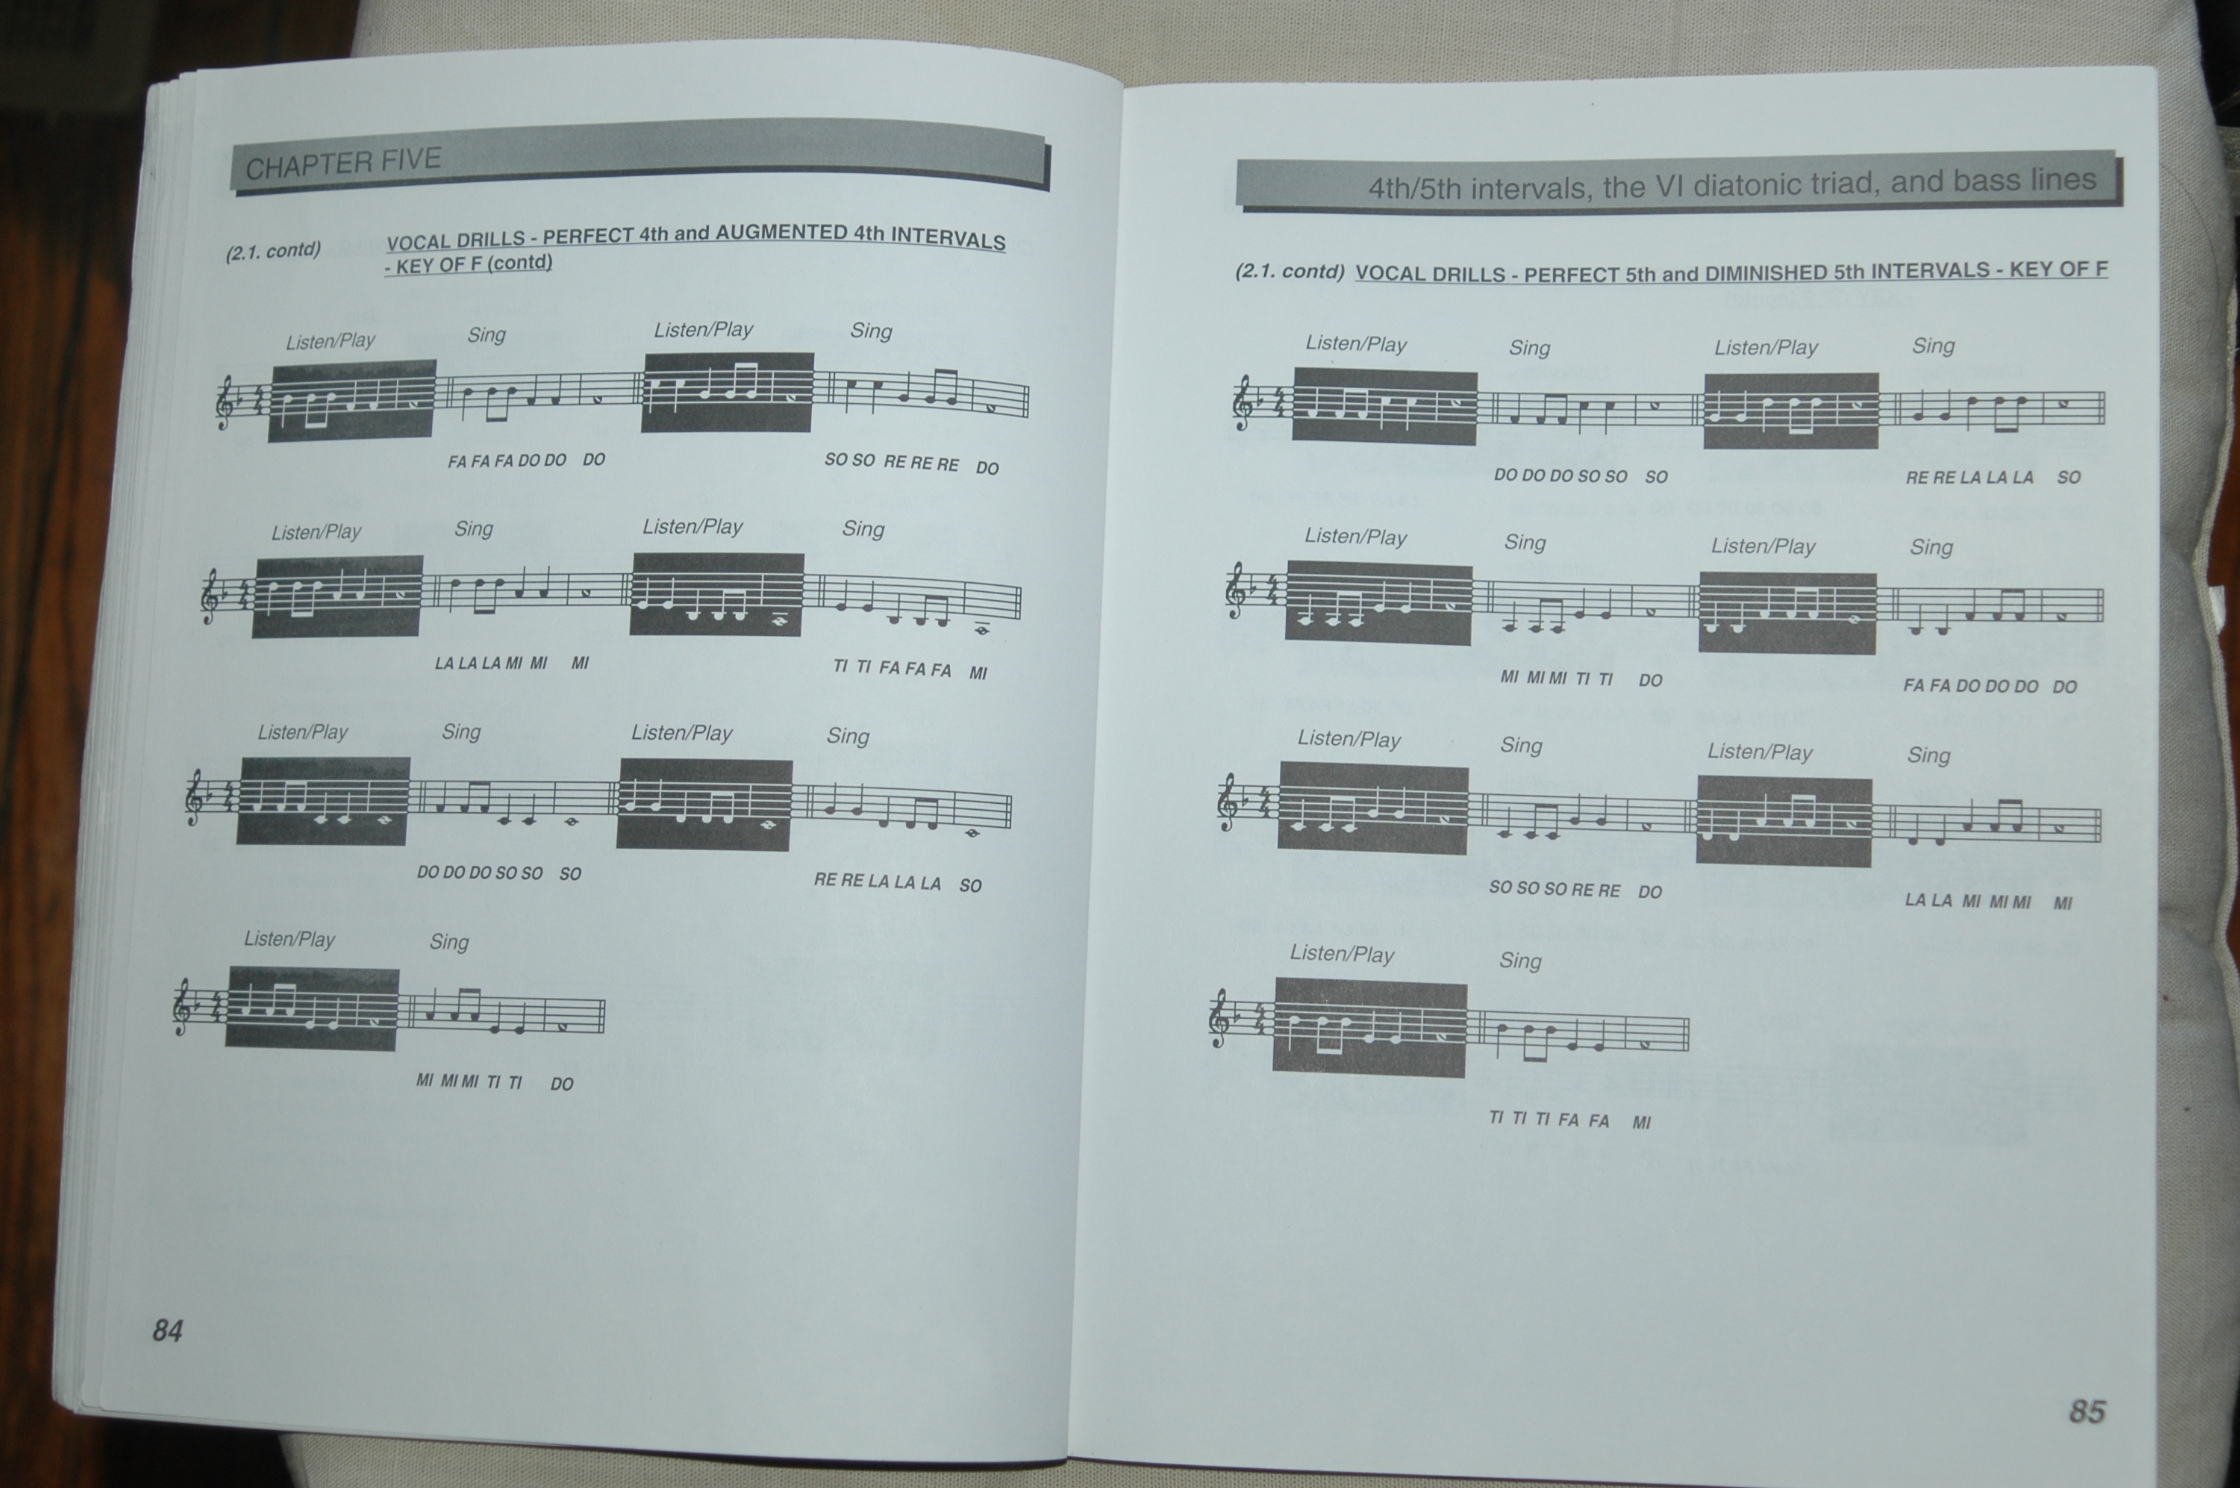 CHAPTER FIVE
(2.1. contd) VOCAL DRILLS - PERFECT 4th and AUGMENTED 4th INTERVALS
- KEY OF F (contd)
Listen/Play Sing Listen/Play Sing
FA FA FA DO DO DO SO SO RE RE RE DO
Listen/Play Sing Listen/Play Sing
LA LA LA MI MI MI TI TI FA FA FA MI
Listen/Play Sing Listen/Play Sing
DO DO DO SO SO SO RE RE LA LA LA SO
Listen/Play Sing
MI MI MI TI TI DO
84
4th/5th intervals, the VI diatonic triad, and bass lines
(2.1. contd) VOCAL DRILLS - PERFECT 5th and DIMINISHED 5th INTERVALS - KEY OF F
Listen/Play Sing Listen/Play Sing
DO DO DO SO SO SO RE RE LA LA LA SO
Listen/Play Sing Listen/Play Sing
MI MI MI TI TI DO FA FA DO DO DO DO
Listen/Play Sing Listen/Play Sing
SO SO SO RE RE DO LA LA MI MI MI MI
Listen/Play Sing
TI TI TI FA FA MI
85